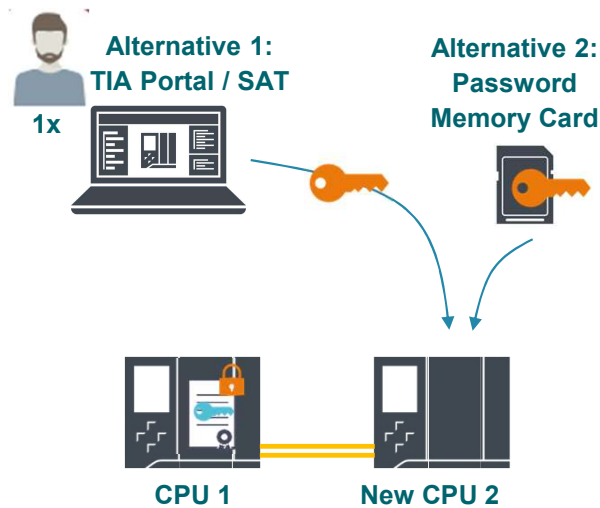 Alternative 1:
TIA Portal / SAT
1x
Alternative 2:
Password
Memory Card
CPU 1
New CPU 2